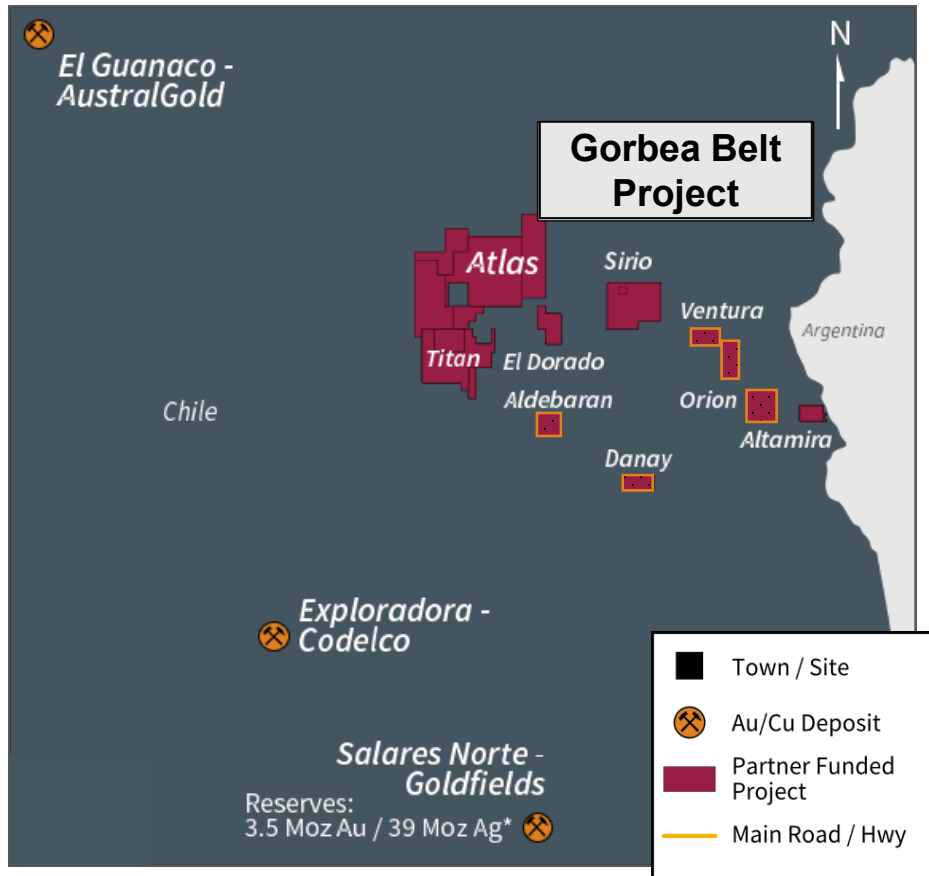 El Guanaco -
AustralGold
N
Gorbea Belt
Project
Atlas
Sirio
Ventura
Argentina
Titan
El Dorado
Aldebaran
Orion
Chile
Altamira
Danay
Exploradora -
Codelco
Salares Norte -
Goldfields
Reserves:
3.5 Moz Au / 39 Moz Ag*
Town / Site
Au/Cu Deposit
Partner Funded
Project
Main Road / Hwy